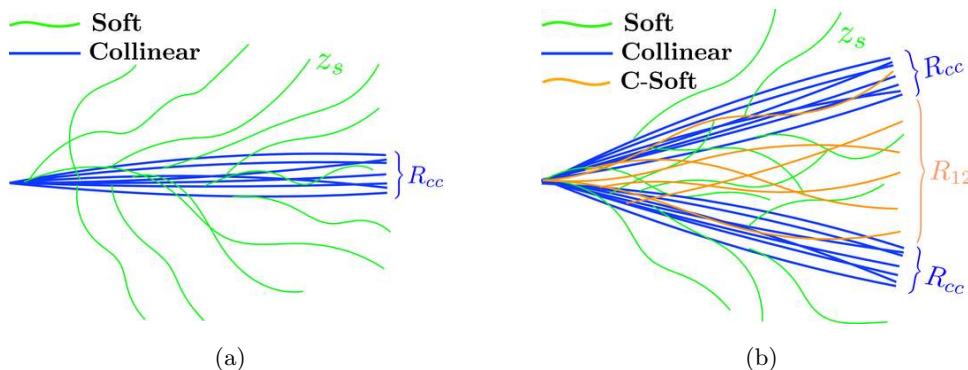 Soft
Collinear
z_s
R_cc
(a)
Soft
Collinear
C-Soft
z_s
R_cc
R_12
R_cc
(b)